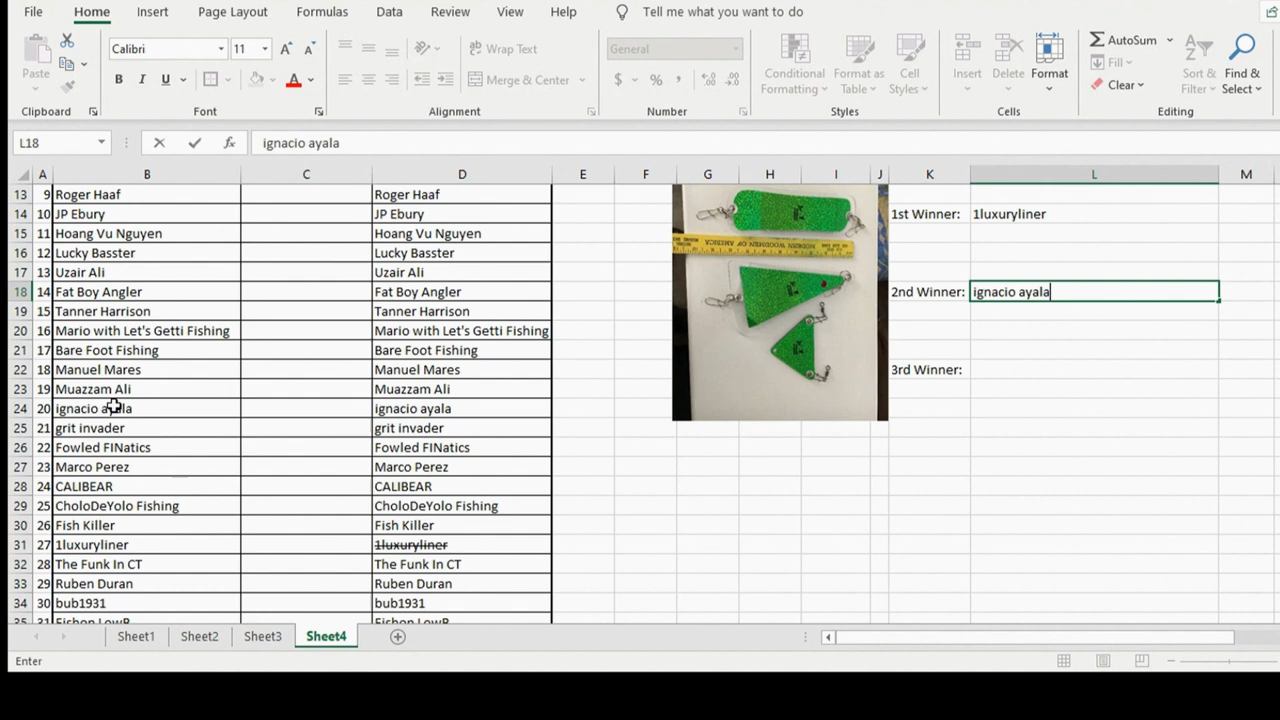 File Home Insert Page Layout Formulas Data Review View Help Tell me what you want to do
Paste
Calibri 11
B I U A
Wrap Text
Merge & Center
General
$ % ,
Conditional Formatting
Format as Table
Cell Styles
Insert Delete Format
AutoSum
Fill
Clear
Sort & Filter
Find & Select
Clipboard Font Alignment Number Styles Cells Editing
L18 fx ignacio ayala
A B C D E F G H I J K L M
13 9 Roger Haaf Roger Haaf
14 10 JP Ebury JP Ebury 1st Winner: 1luxuryliner
15 11 Hoang Vu Nguyen Hoang Vu Nguyen
16 12 Lucky Basster Lucky Basster
17 13 Uzair Ali Uzair Ali
18 14 Fat Boy Angler Fat Boy Angler 2nd Winner: ignacio ayala
19 15 Tanner Harrison Tanner Harrison
20 16 Mario with Let's Getti Fishing Mario with Let's Getti Fishing
21 17 Bare Foot Fishing Bare Foot Fishing
22 18 Manuel Mares Manuel Mares 3rd Winner:
23 19 Muazzam Ali Muazzam Ali
24 20 ignacio ayala ignacio ayala
25 21 grit invader grit invader
26 22 Fowled FINatics Fowled FINatics
27 23 Marco Perez Marco Perez
28 24 CALIBEAR CALIBEAR
29 25 CholoDeYolo Fishing CholoDeYolo Fishing
30 26 Fish Killer Fish Killer
31 27 1luxuryliner 1luxuryliner
32 28 The Funk In CT The Funk In CT
33 29 Ruben Duran Ruben Duran
34 30 bub1931 bub1931
35 31 Fishon LowB Fishon LowB
MODERN WOODMEN OF AMERICA
Sheet1 Sheet2 Sheet3 Sheet4
Enter